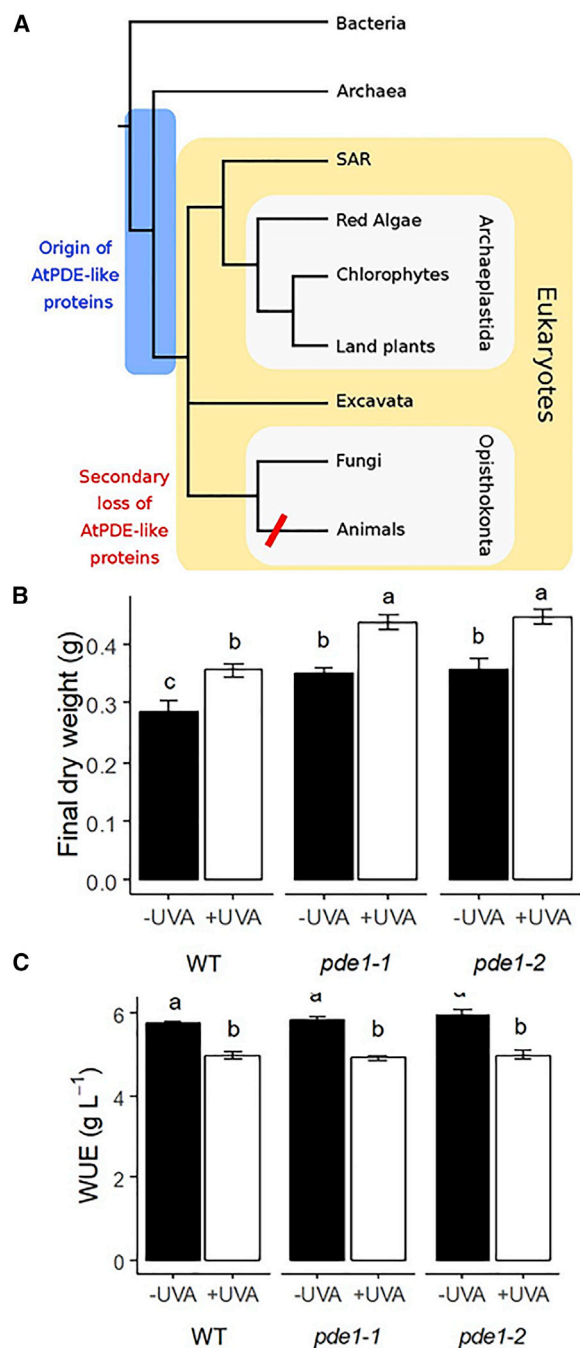 A
Bacteria
Archaea
SAR
Red Algae
Chlorophytes
Land plants
Archaeplastida
Excavata
Fungi
Animals
Opisthokonta
Eukaryotes
Origin of
AtPDE-like
proteins
Secondary
loss of
AtPDE-like
proteins
B
Final dry weight (g)
0.4
0.3
0.2
0.1
0.0
c b b a b a
-UVA +UVA -UVA +UVA -UVA +UVA
WT pde1-1 pde1-2
C
WUE (g L⁻¹)
6
4
2
0
a b a b b
-UVA +UVA -UVA +UVA -UVA +UVA
WT pde1-1 pde1-2